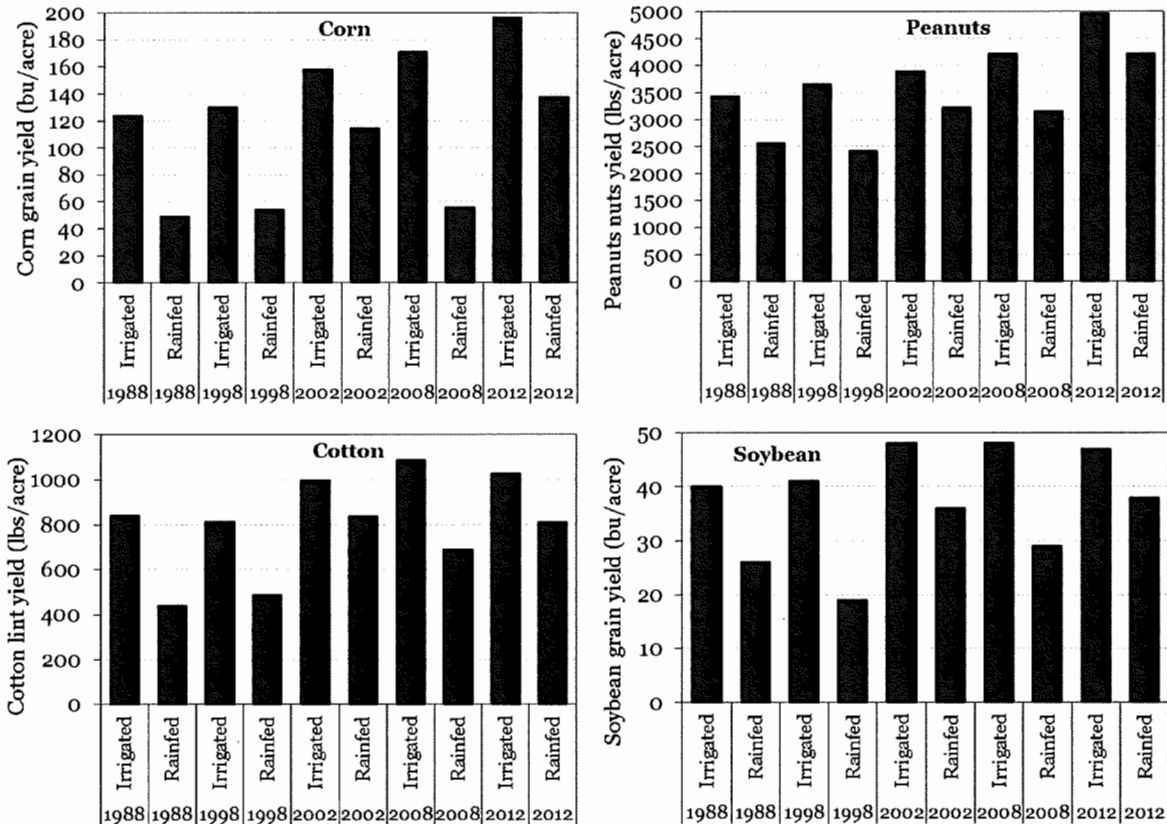 Corn
Corn grain yield (bu/acre)
200
180
160
140
120
100
80
60
40
20
0
Irrigated Rainfed Irrigated Rainfed Irrigated Rainfed Irrigated Rainfed Irrigated Rainfed
1988 1988 1998 1998 2002 2002 2008 2008 2012 2012
Peanuts
Peanuts nuts yield (lbs/acre)
5000
4500
4000
3500
3000
2500
2000
1500
1000
500
0
Irrigated Rainfed Irrigated Rainfed Irrigated Rainfed Irrigated Rainfed Irrigated Rainfed
1988 1988 1998 1998 2002 2002 2008 2008 2012 2012
Cotton
Cotton lint yield (lbs/acre)
1200
1000
800
600
400
200
0
Irrigated Rainfed Irrigated Rainfed Irrigated Rainfed Irrigated Rainfed Irrigated Rainfed
1988 1988 1998 1998 2002 2002 2008 2008 2012 2012
Soybean
Soybean grain yield (bu/acre)
50
40
30
20
10
0
Irrigated Rainfed Irrigated Rainfed Irrigated Rainfed Irrigated Rainfed Irrigated Rainfed
1988 1988 1998 1998 2002 2002 2008 2008 2012 2012